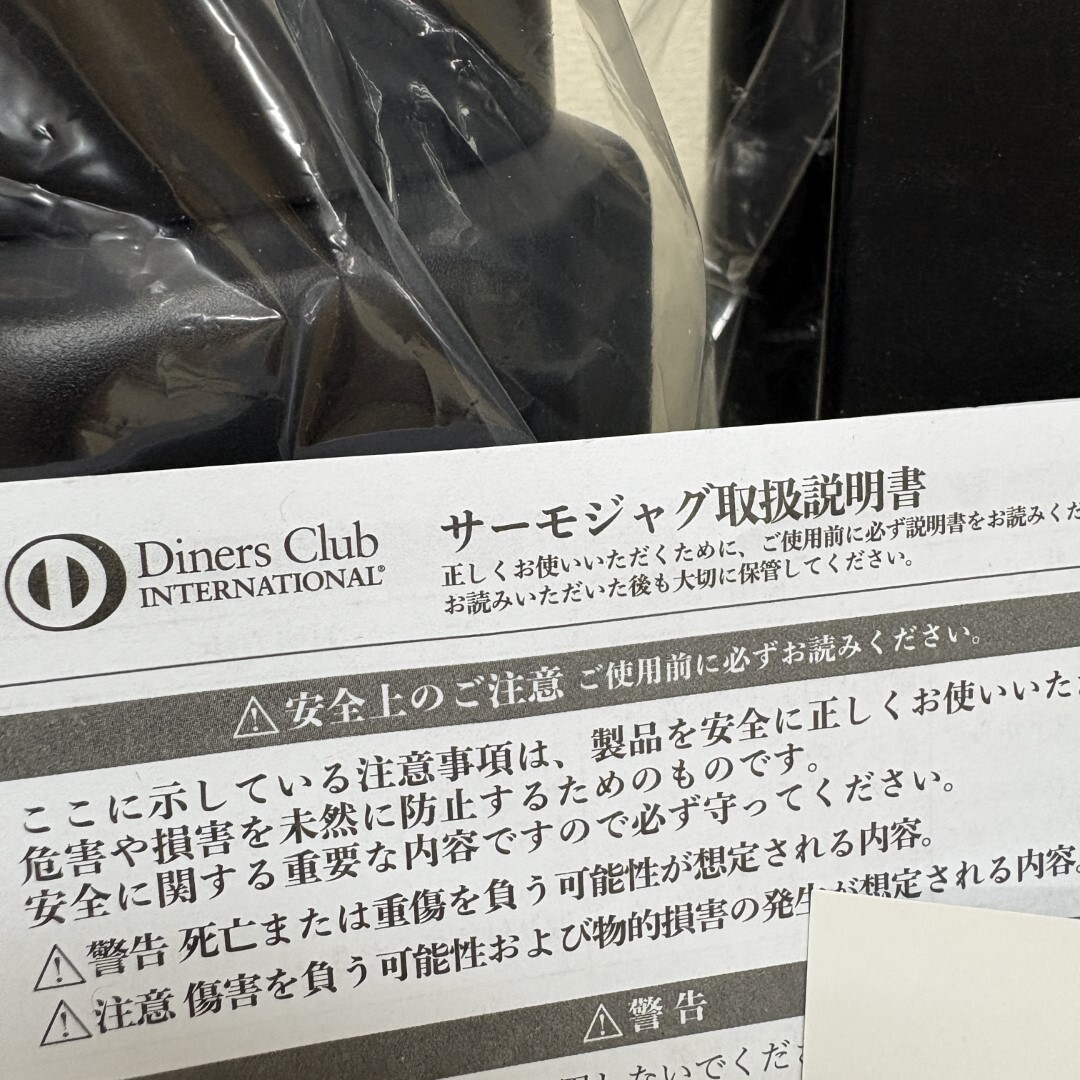 Diners Club
INTERNATIONAL®
サーモジャグ取扱説明書
正しくお使いいただくために、ご使用前に必ず説明書をお読みくだ
お読みいただいた後も大切に保管してください。
⚠安全上のご注意 ご使用前に必ずお読みください。
ここに示している注意事項は、製品を安全に正しくお使いいた
危害や損害を未然に防止するためのものです。
安全に関する重要な内容ですので必ず守ってください。
⚠警告 死亡または重傷を負う可能性が想定される内容。
⚠注意 傷害を負う可能性および物的損害の発生が想定される内容。
⚠警告
しないでくださ